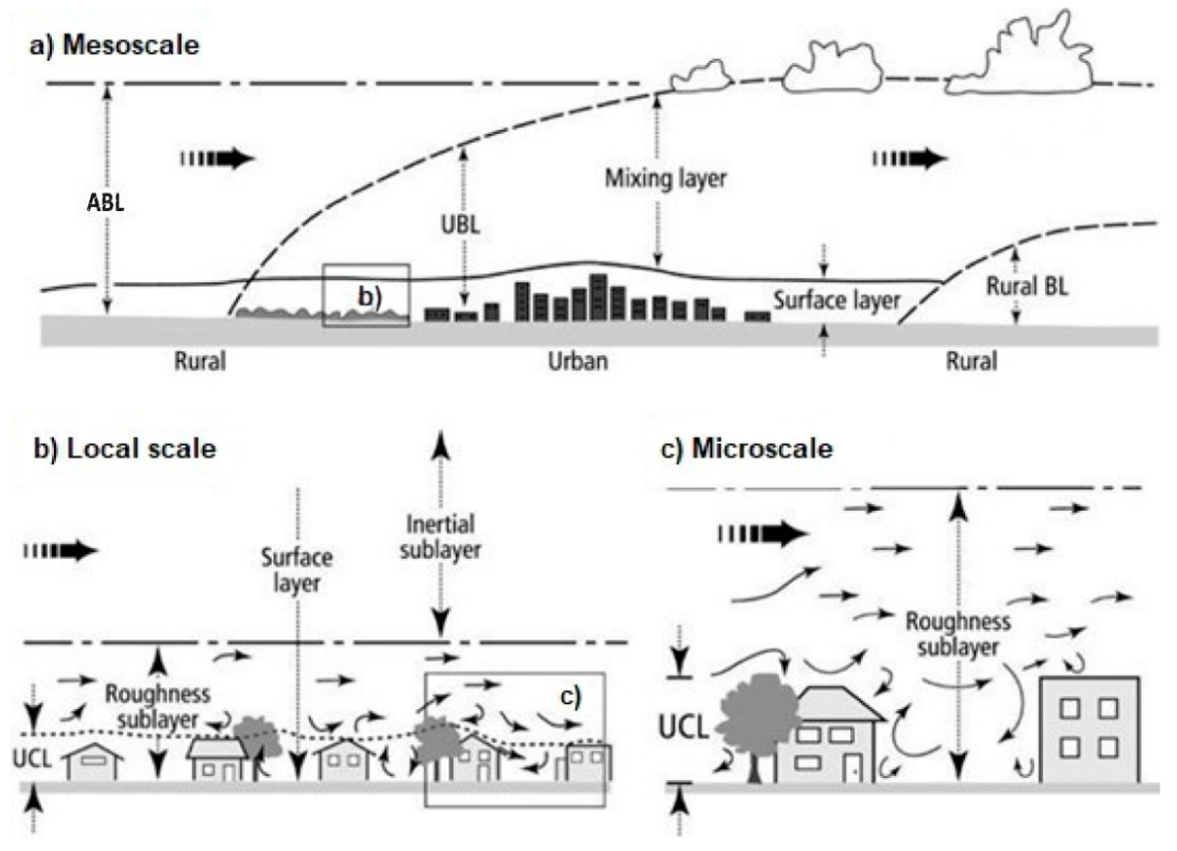 a) Mesoscale
ABL
UBL
Mixing layer
b)
Surface layer
Rural BL
Rural
Urban
Rural
b) Local scale
Surface
layer
Inertial
sublayer
Roughness
sublayer
c)
UCL
c) Microscale
Roughness
sublayer
UCL